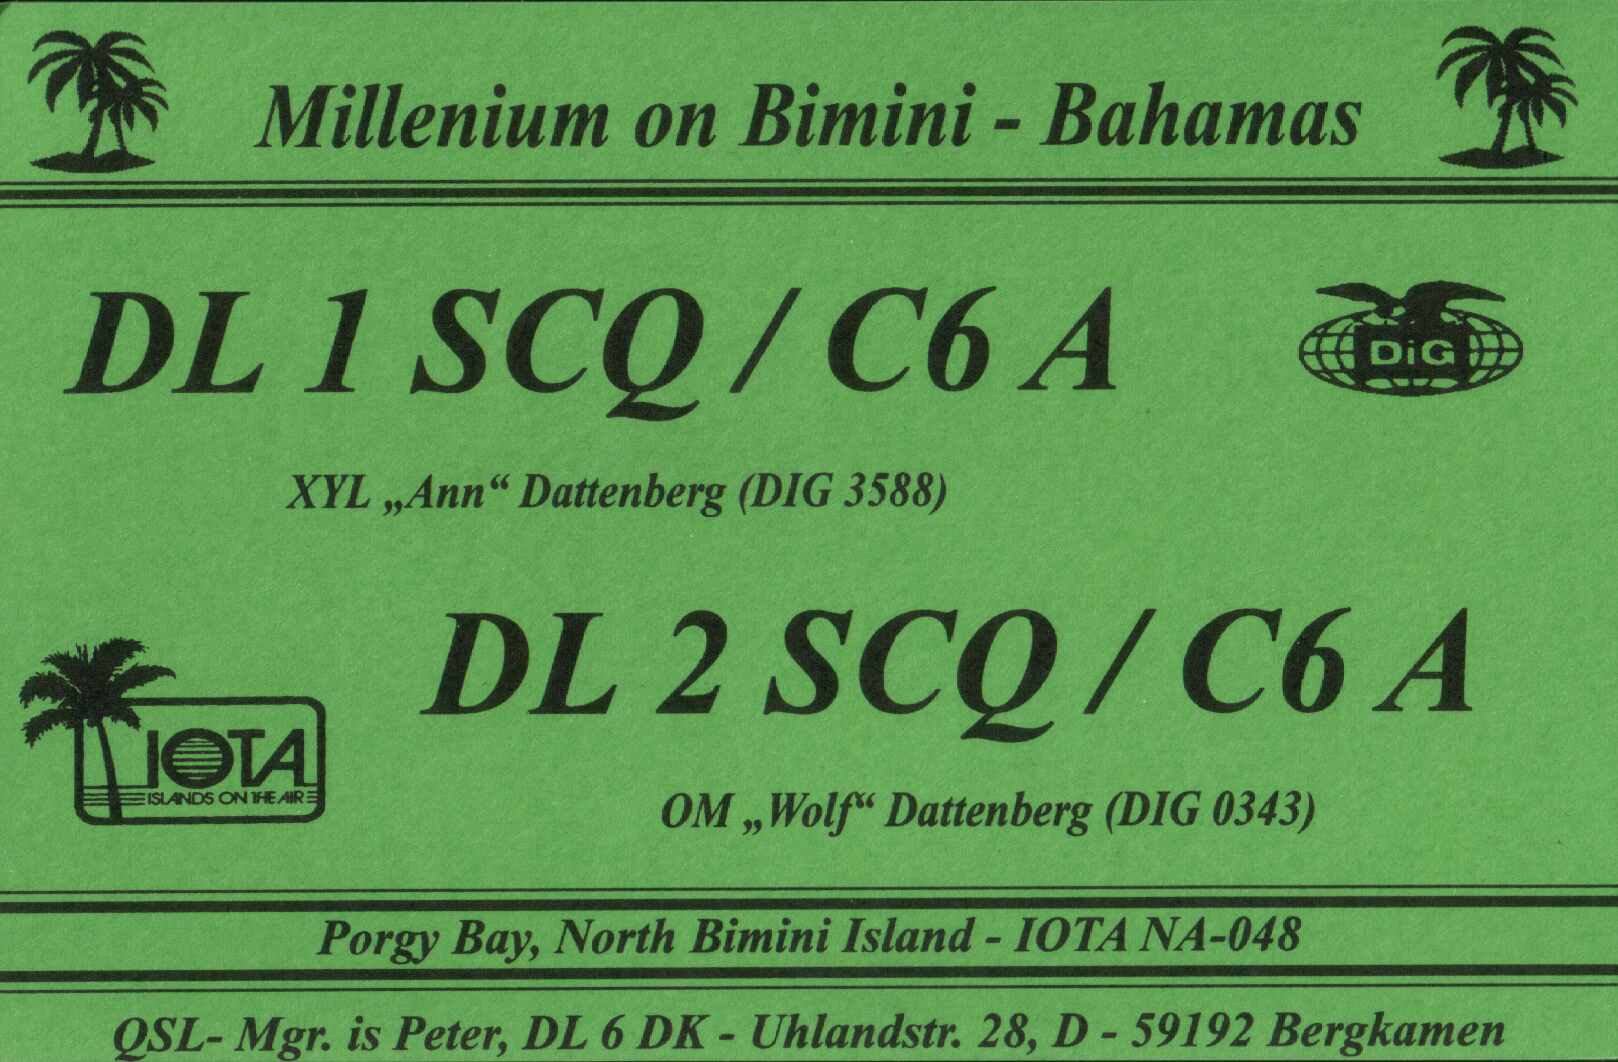 Millenium on Bimini - Bahamas
DL 1 SCQ / C6 A
DiG
XYL „Ann“ Dattenberg (DIG 3588)
DL 2 SCQ / C6 A
IOTA
ISLANDS ON THE AIR
OM „Wolf“ Dattenberg (DIG 0343)
Porgy Bay, North Bimini Island - IOTA NA-048
QSL- Mgr. is Peter, DL 6 DK - Uhlandstr. 28, D - 59192 Bergkamen